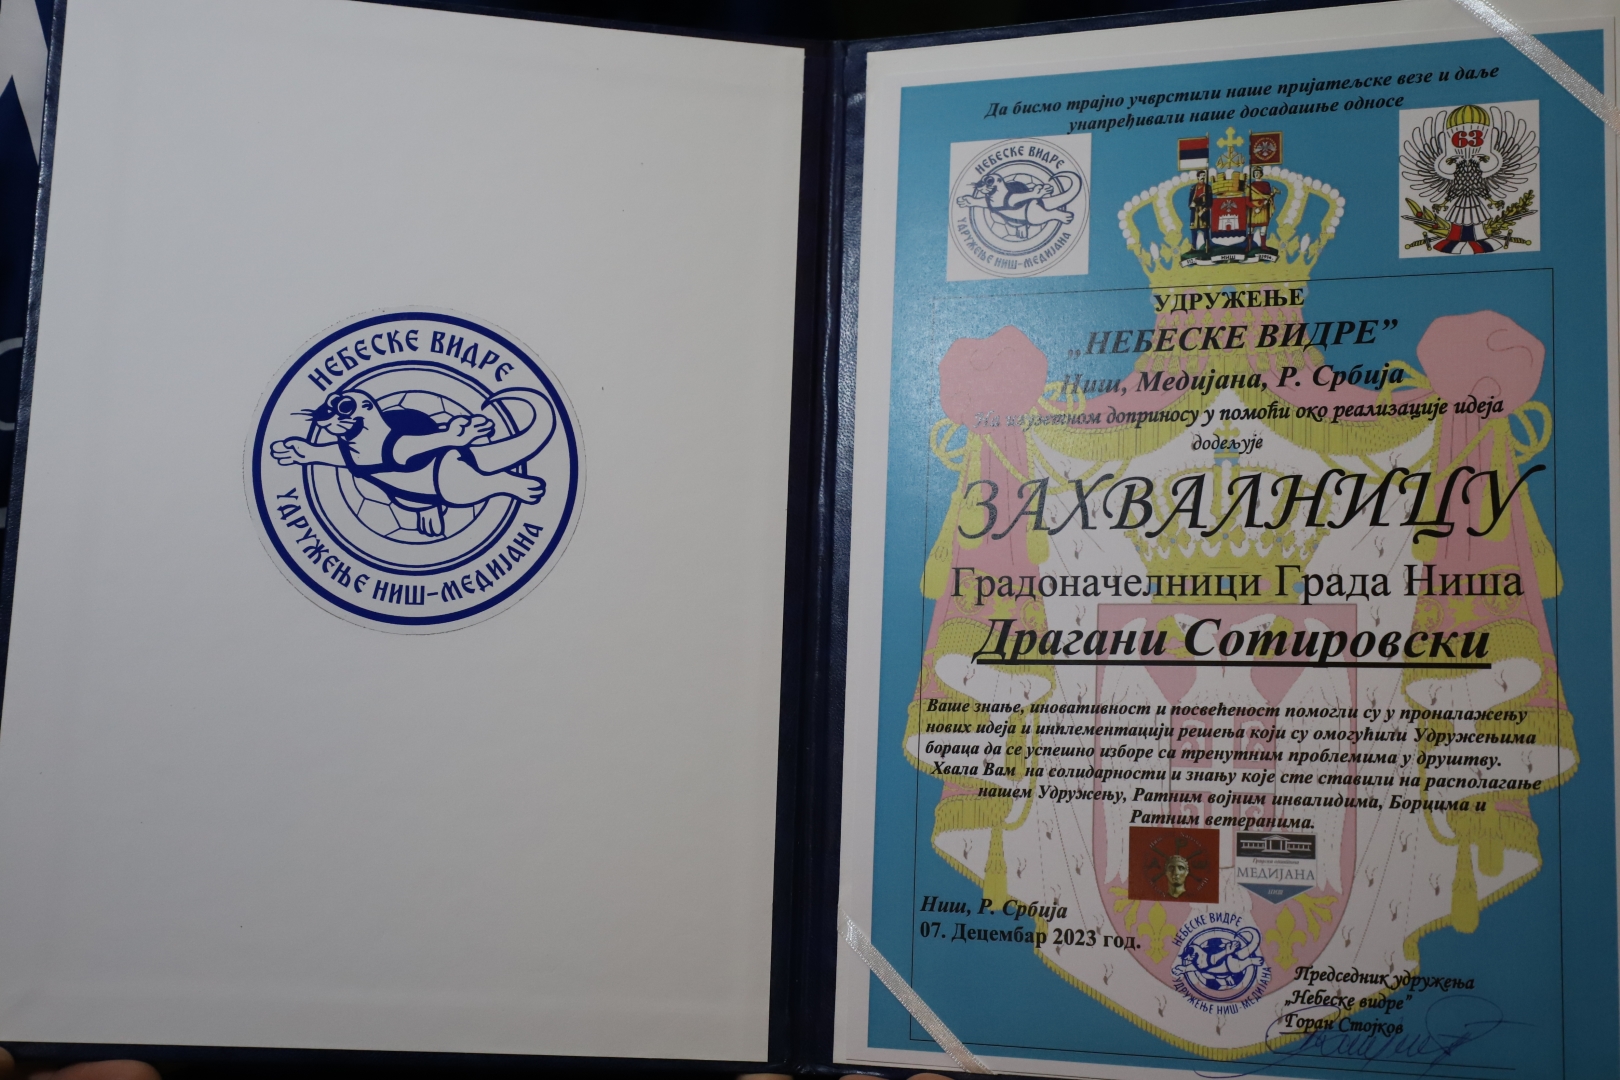 НЕБЕСКЕ ВИДРЕ
УДРУЖЕЊЕ НИШ-МЕДИЈАНА
Да бисмо трајно учврстили наше пријатељске везе и даље
унапређивали наше досадашње односе
НЕБЕСКЕ ВИДРЕ
УДРУЖЕЊЕ НИШ-МЕДИЈАНА
НИШ
63
УДРУЖЕЊЕ
„НЕБЕСКЕ ВИДРЕ”
Ниш, Медијана, Р. Србија
На изузетном доприносу у помоћи око реализације идеја
додељује
ЗАХВАЛНИЦУ
Градоначелници Града Ниша
Драгани Сотировски
Ваше знање, иновативност и посвећеност помогли су у проналажењу
нових идеја и инплементацији решења који су омогућили Удружењима
бораца да се успешно изборе са тренутним проблемима у друштву.
Хвала Вам на солидарности и знању које сте ставили на располагање
нашем Удружењу, Ратним војним инвалидима, Борцима и
Ратним ветеранима.
Градска општина
МЕДИЈАНА
НИШ
Ниш, Р. Србија
07. Децембар 2023 год.
НЕБЕСКЕ ВИДРЕ
УДРУЖЕЊЕ НИШ-МЕДИЈАНА
Председник удружења
„Небеске видре”
Горан Стојков